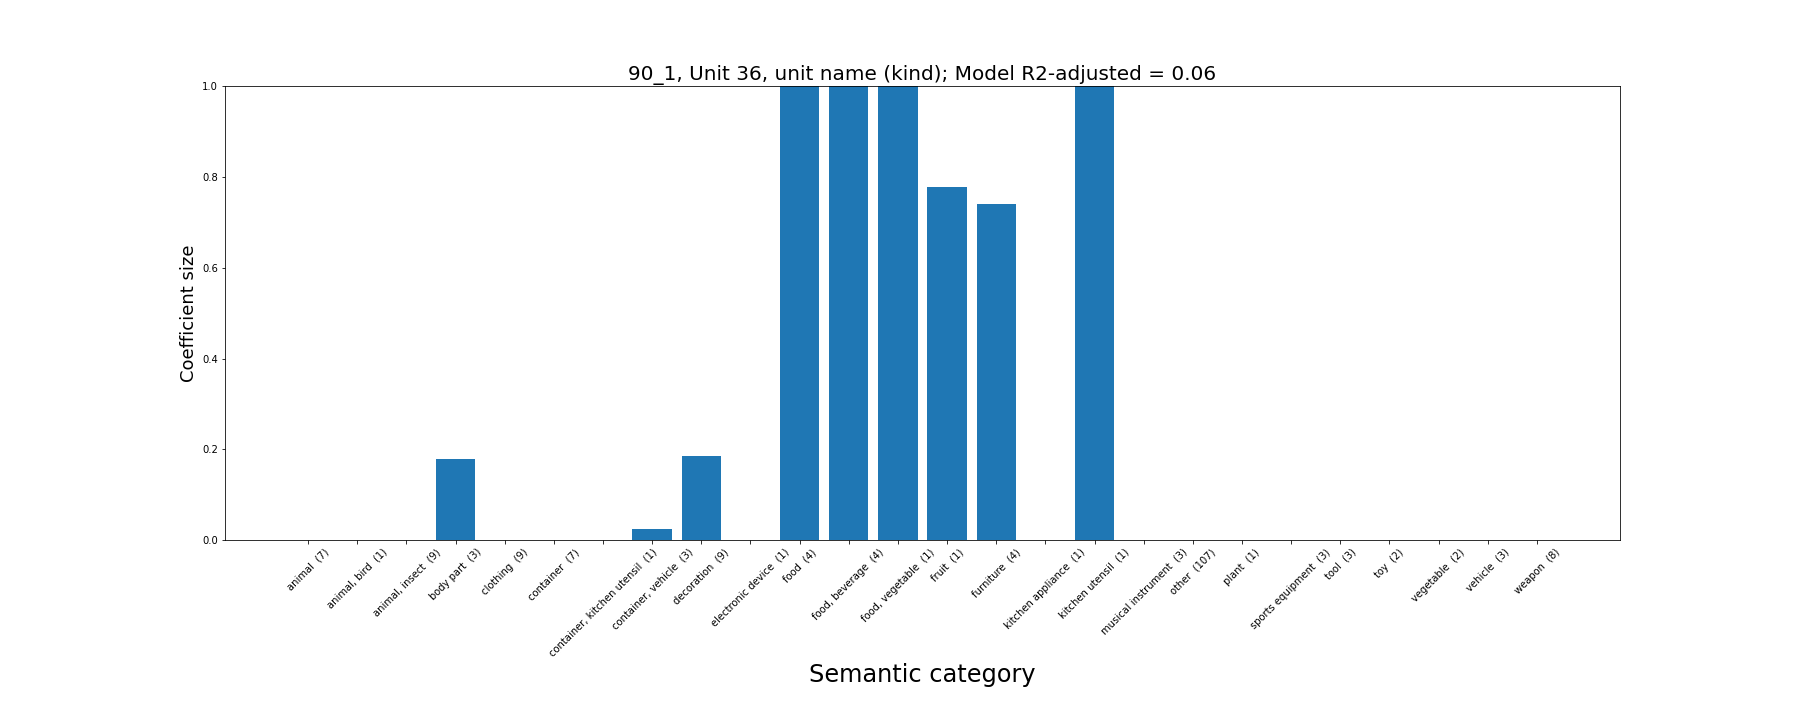 90_1, Unit 36, unit name (kind); Model R2-adjusted = 0.06
Coefficient size
1.0
0.8
0.6
0.4
0.2
0.0
animal (7)
animal, bird (1)
animal, insect (9)
body part (3)
clothing (9)
container (7)
container, kitchen utensil (1)
container, vehicle (3)
decoration (9)
electronic device (1)
food (4)
food, beverage (4)
food, vegetable (1)
fruit (1)
furniture (4)
kitchen appliance (1)
kitchen utensil (1)
musical instrument (3)
other (107)
plant (1)
sports equipment (3)
tool (3)
toy (2)
vegetable (2)
vehicle (3)
weapon (8)
Semantic category